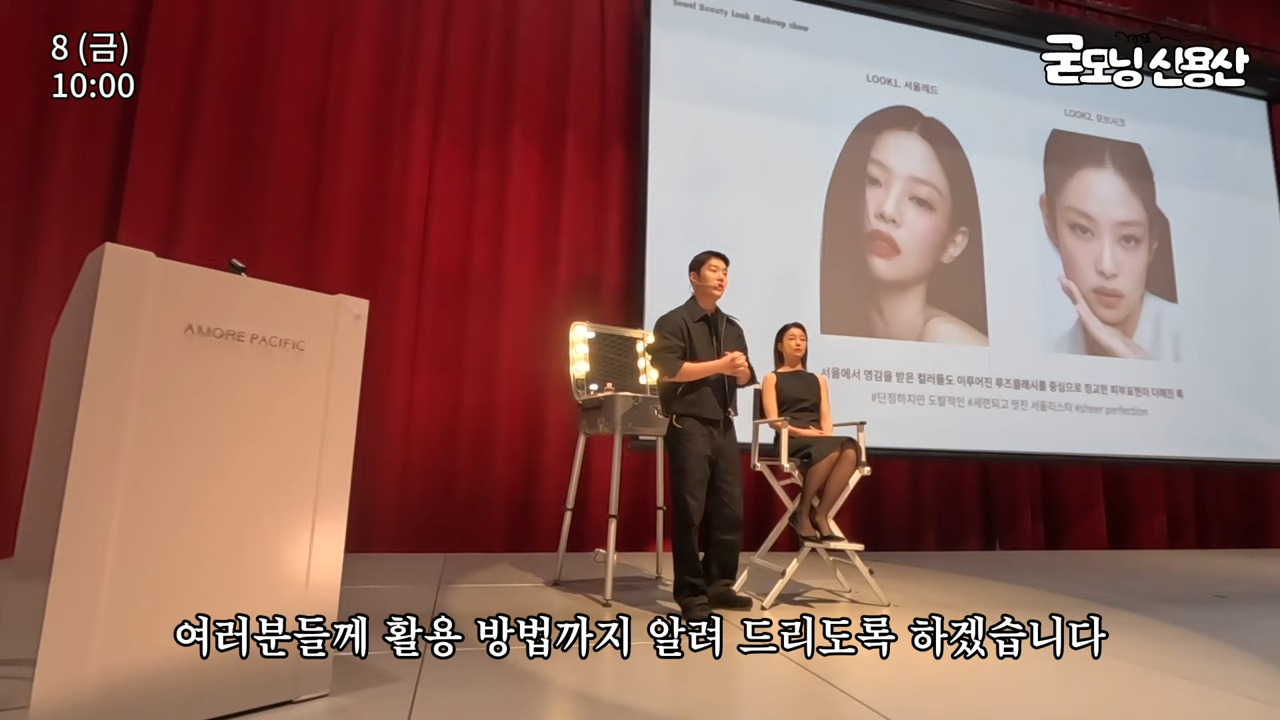 8 (금)
10:00
굳모닝 신용산
Seoul Beauty Look Makeup show
LOOK1. 서울레드
LOOK2. 모브시크
AMORE PACIFIC
서울에서 영감을 받은 컬러들로 이루어진 루즈클래시를 중심으로 정교한 피부표현이 더해진 룩
#단정하지만 도발적인 #세련되고 멋진 서울리스타 #sheer perfection
여러분들께 활용 방법까지 알려 드리도록 하겠습니다